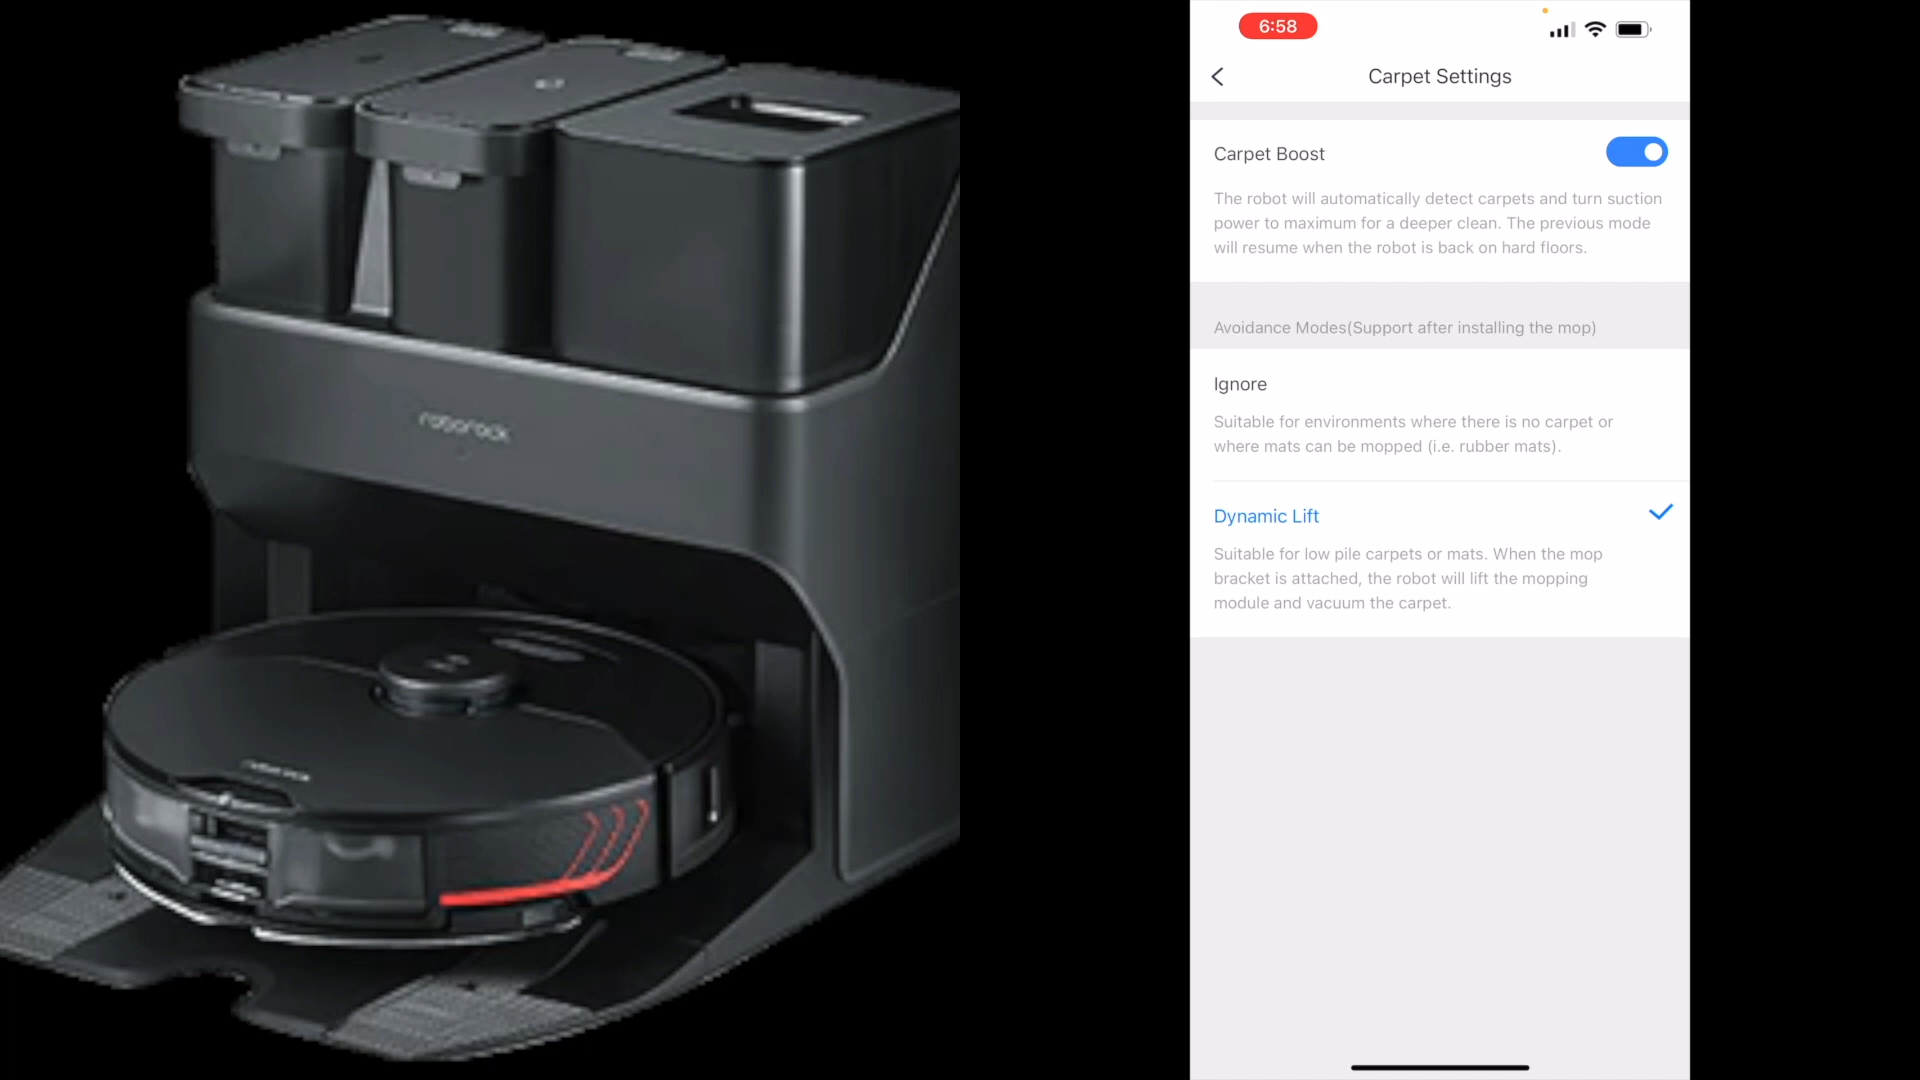 roborock
roborock
6:58
Carpet Settings
Carpet Boost
The robot will automatically detect carpets and turn suction
power to maximum for a deeper clean. The previous mode
will resume when the robot is back on hard floors.
Avoidance Modes(Support after installing the mop)
Ignore
Suitable for environments where there is no carpet or
where mats can be mopped (i.e. rubber mats).
Dynamic Lift
Suitable for low pile carpets or mats. When the mop
bracket is attached, the robot will lift the mopping
module and vacuum the carpet.